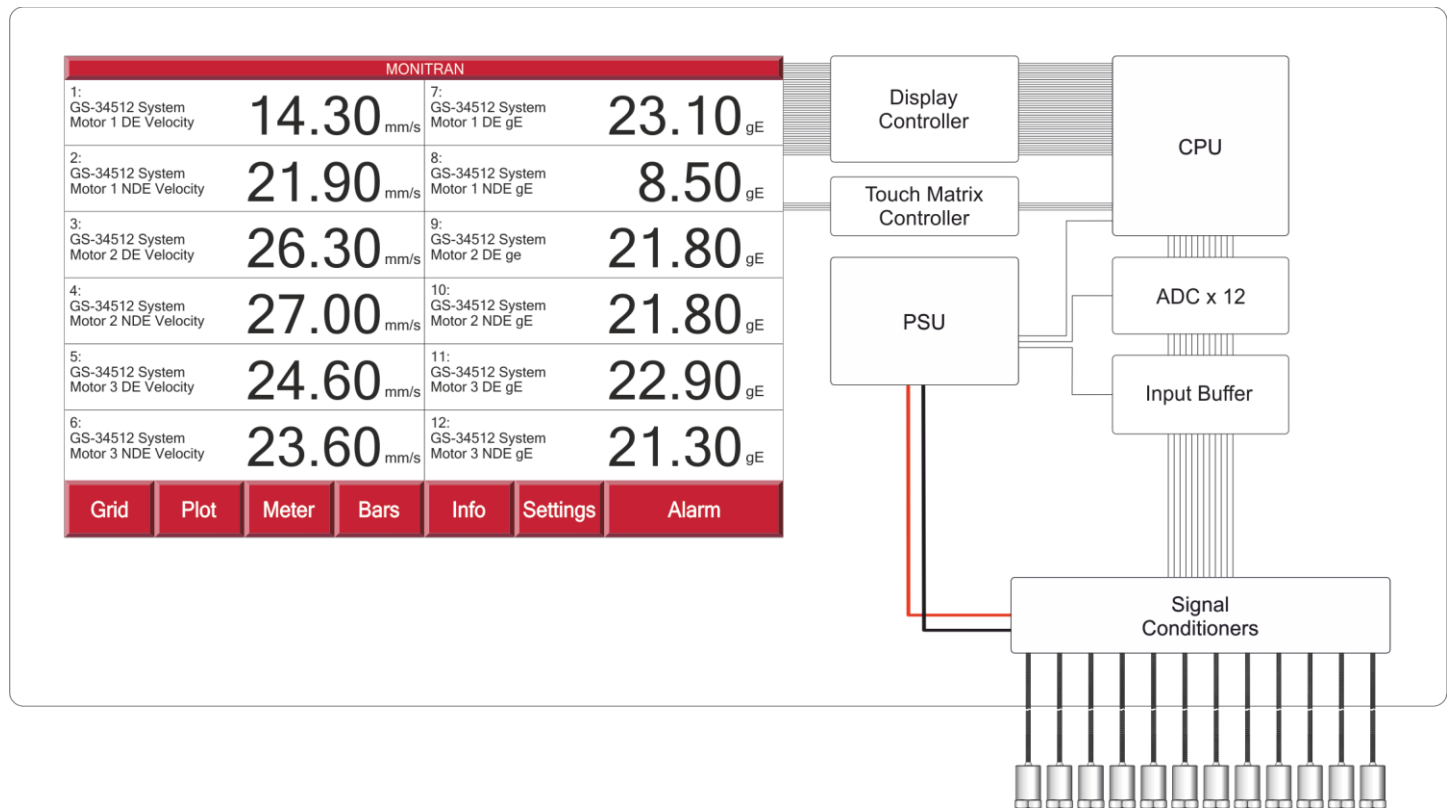 MONITRAN
1:
GS-34512 System
Motor 1 DE Velocity
14.30 mm/s
7:
GS-34512 System
Motor 1 DE gE
23.10 gE
2:
GS-34512 System
Motor 1 NDE Velocity
21.90 mm/s
8:
GS-34512 System
Motor 1 NDE gE
8.50 gE
3:
GS-34512 System
Motor 2 DE Velocity
26.30 mm/s
9:
GS-34512 System
Motor 2 DE ge
21.80 gE
4:
GS-34512 System
Motor 2 NDE Velocity
27.00 mm/s
10:
GS-34512 System
Motor 2 NDE gE
21.80 gE
5:
GS-34512 System
Motor 3 DE Velocity
24.60 mm/s
11:
GS-34512 System
Motor 3 DE gE
22.90 gE
6:
GS-34512 System
Motor 3 NDE Velocity
23.60 mm/s
12:
GS-34512 System
Motor 3 NDE gE
21.30 gE
Grid Plot Meter Bars Info Settings Alarm
Display
Controller
CPU
Touch Matrix
Controller
PSU
ADC x 12
Input Buffer
Signal
Conditioners